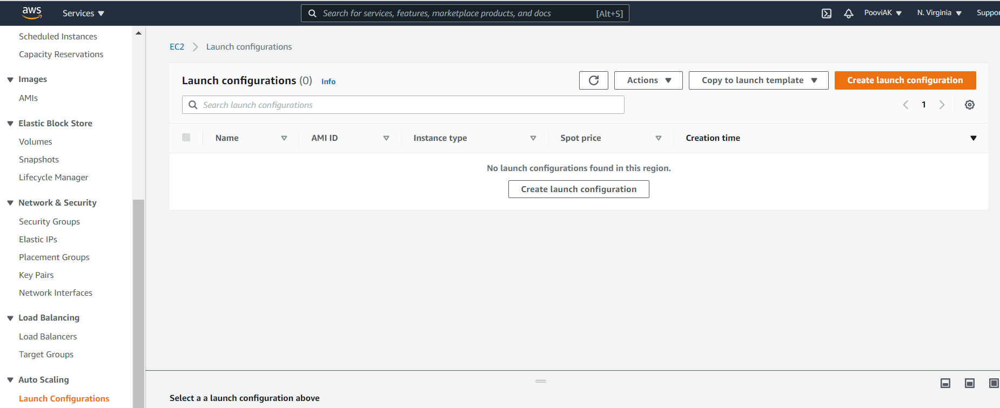 aws
Services
Search for services, features, marketplace products, and docs
[Alt+S]
PooviAK
N. Virginia
Suppor
Scheduled Instances
Capacity Reservations
Images
AMIs
Elastic Block Store
Volumes
Snapshots
Lifecycle Manager
Network & Security
Security Groups
Elastic IPs
Placement Groups
Key Pairs
Network Interfaces
Load Balancing
Load Balancers
Target Groups
Auto Scaling
Launch Configurations
EC2 Launch configurations
Launch configurations (0) Info
Actions
Copy to launch template
Create launch configuration
Search launch configurations
1
Name AMI ID Instance type Spot price Creation time
No launch configurations found in this region.
Create launch configuration
Select a a launch configuration above